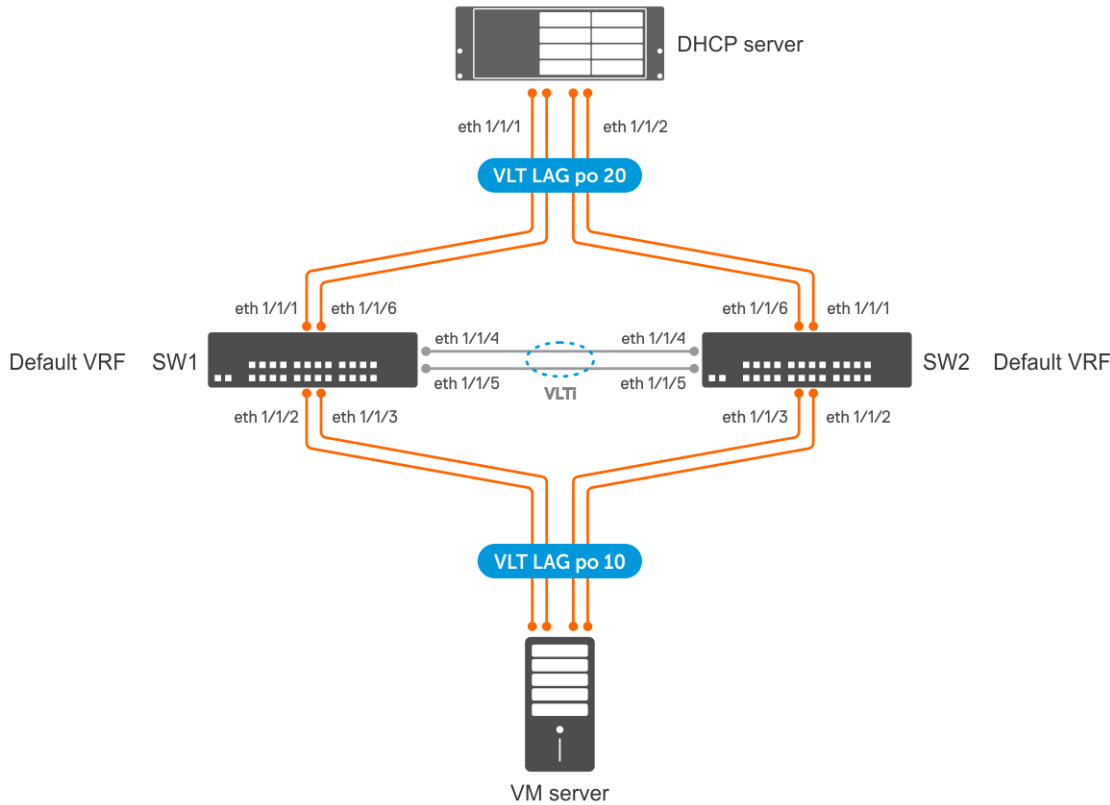 DHCP server
eth 1/1/1
eth 1/1/2
VLT LAG po 20
eth 1/1/1
eth 1/1/6
eth 1/1/6
eth 1/1/1
Default VRF
SW1
eth 1/1/4
eth 1/1/4
SW2
Default VRF
eth 1/1/5
eth 1/1/5
VLTi
eth 1/1/2
eth 1/1/3
eth 1/1/3
eth 1/1/2
VLT LAG po 10
VM server